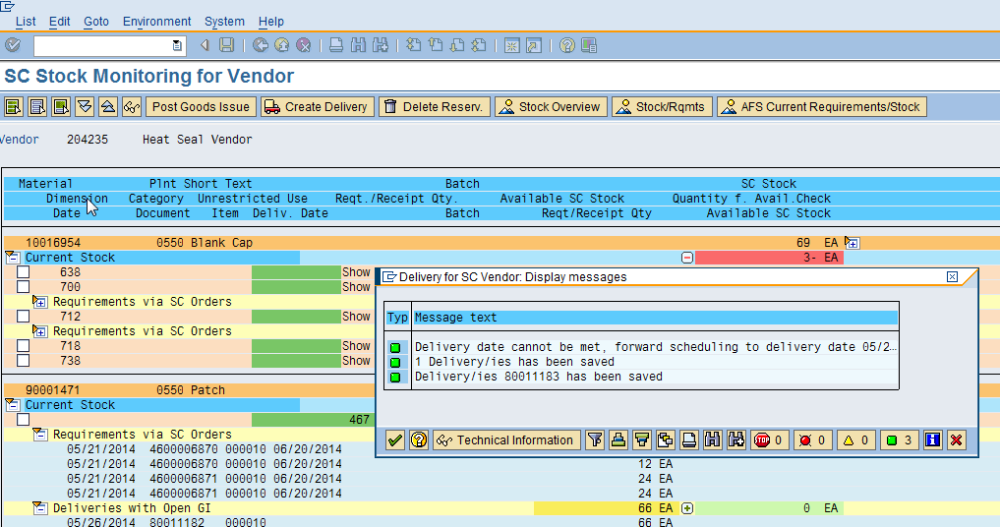 List Edit Goto Environment System Help
SC Stock Monitoring for Vendor
Post Goods Issue Create Delivery Delete Reserv. Stock Overview Stock/Rqmts AFS Current Requirements/Stock
Vendor 204235 Heat Seal Vendor
Material Plnt Short Text Batch SC Stock
Dimension Category Unrestricted Use Reqt./Receipt Qty. Available SC Stock Quantity f. Avail.Check
Date Document Item Deliv. Date Batch Reqt/Receipt Qty Available SC Stock
10016954 0550 Blank Cap 69 EA
Current Stock 3- EA
638 Show
700 Show
Requirements via SC Orders
712 Show
Requirements via SC Orders
718 Show
738 Show
Delivery for SC Vendor: Display messages
Typ Message text
Delivery date cannot be met, forward scheduling to delivery date 05/2...
1 Delivery/ies has been saved
Delivery/ies 80011183 has been saved
Technical Information STOP 0 0 0 3
90001471 0550 Patch
Current Stock
467
Requirements via SC Orders
05/21/2014 4600006870 000010 06/20/2014
05/21/2014 4600006870 000010 06/20/2014 12 EA
05/21/2014 4600006871 000010 06/20/2014 24 EA
05/21/2014 4600006871 000010 06/20/2014 24 EA
Deliveries with Open GI 66 EA 0 EA
05/26/2014 80011182 000010 66 EA